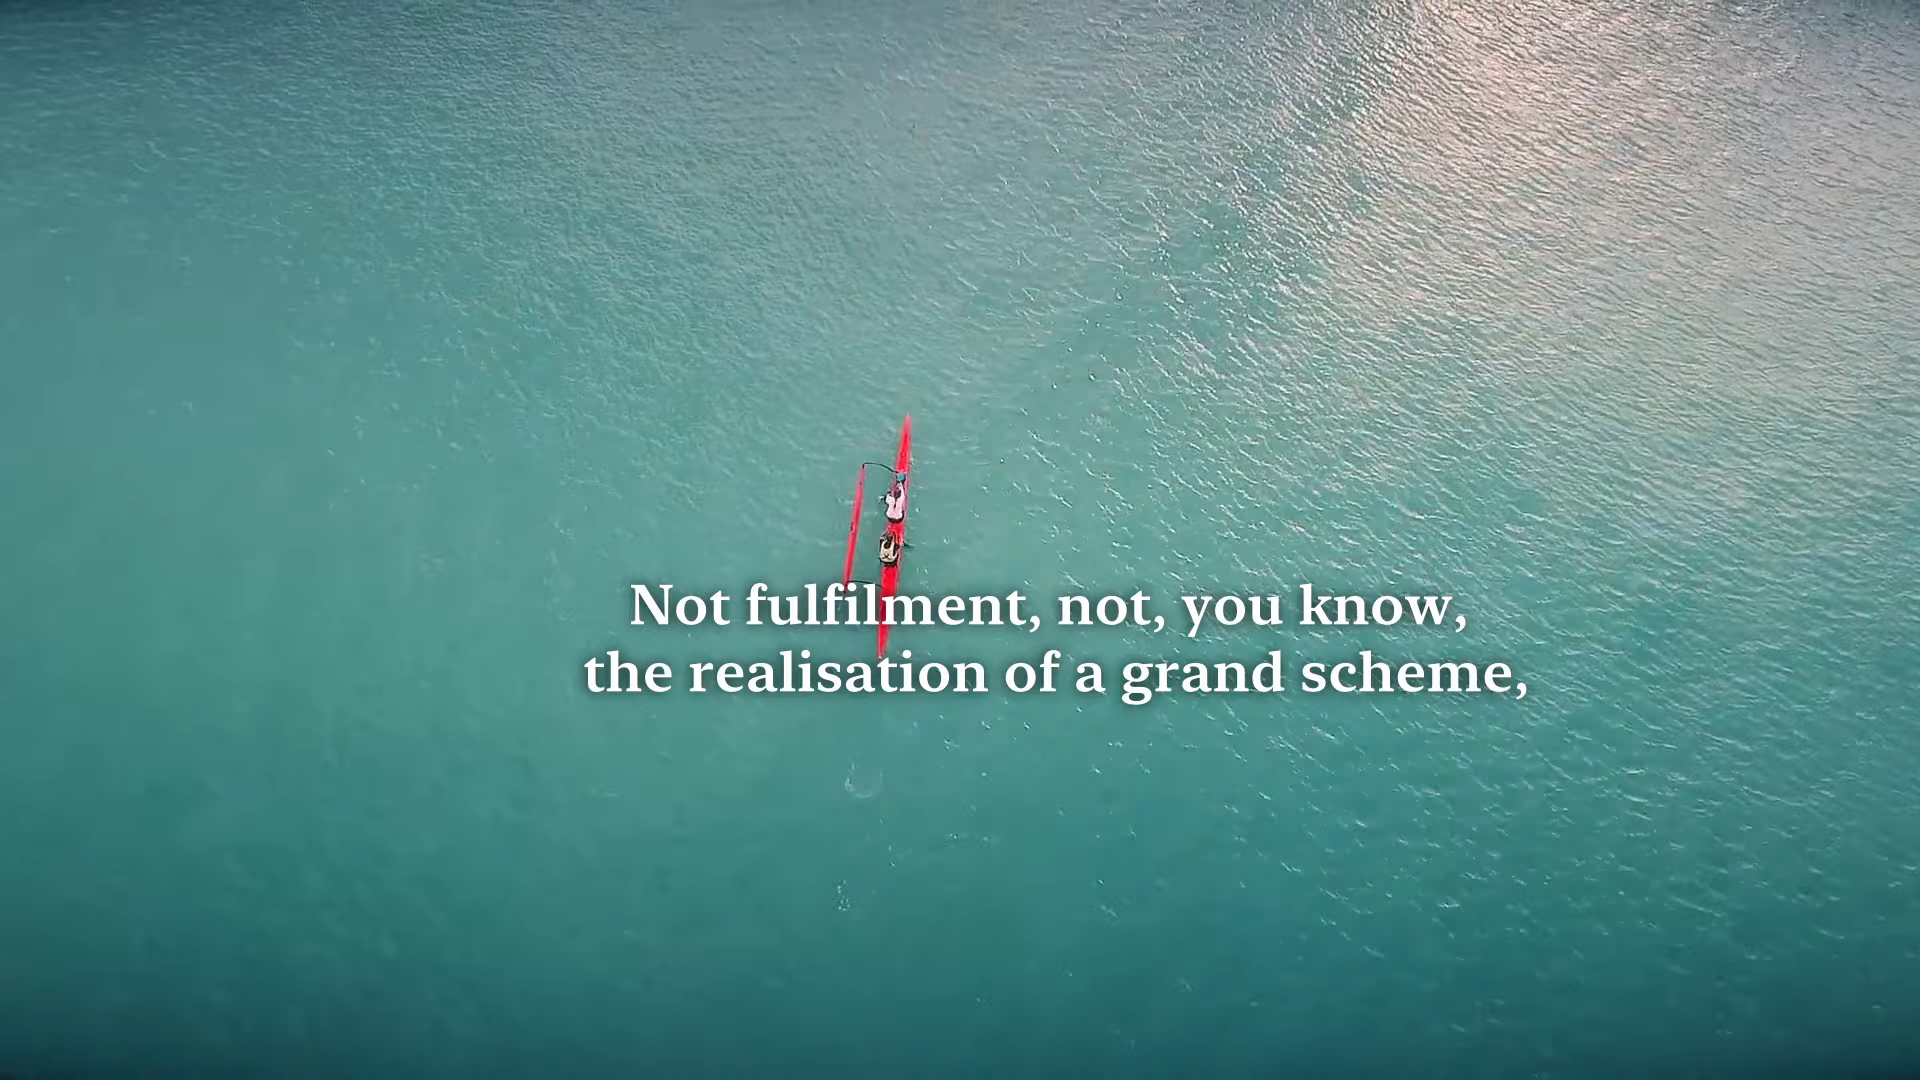 Not fulfilment, not, you know,
the realisation of a grand scheme,